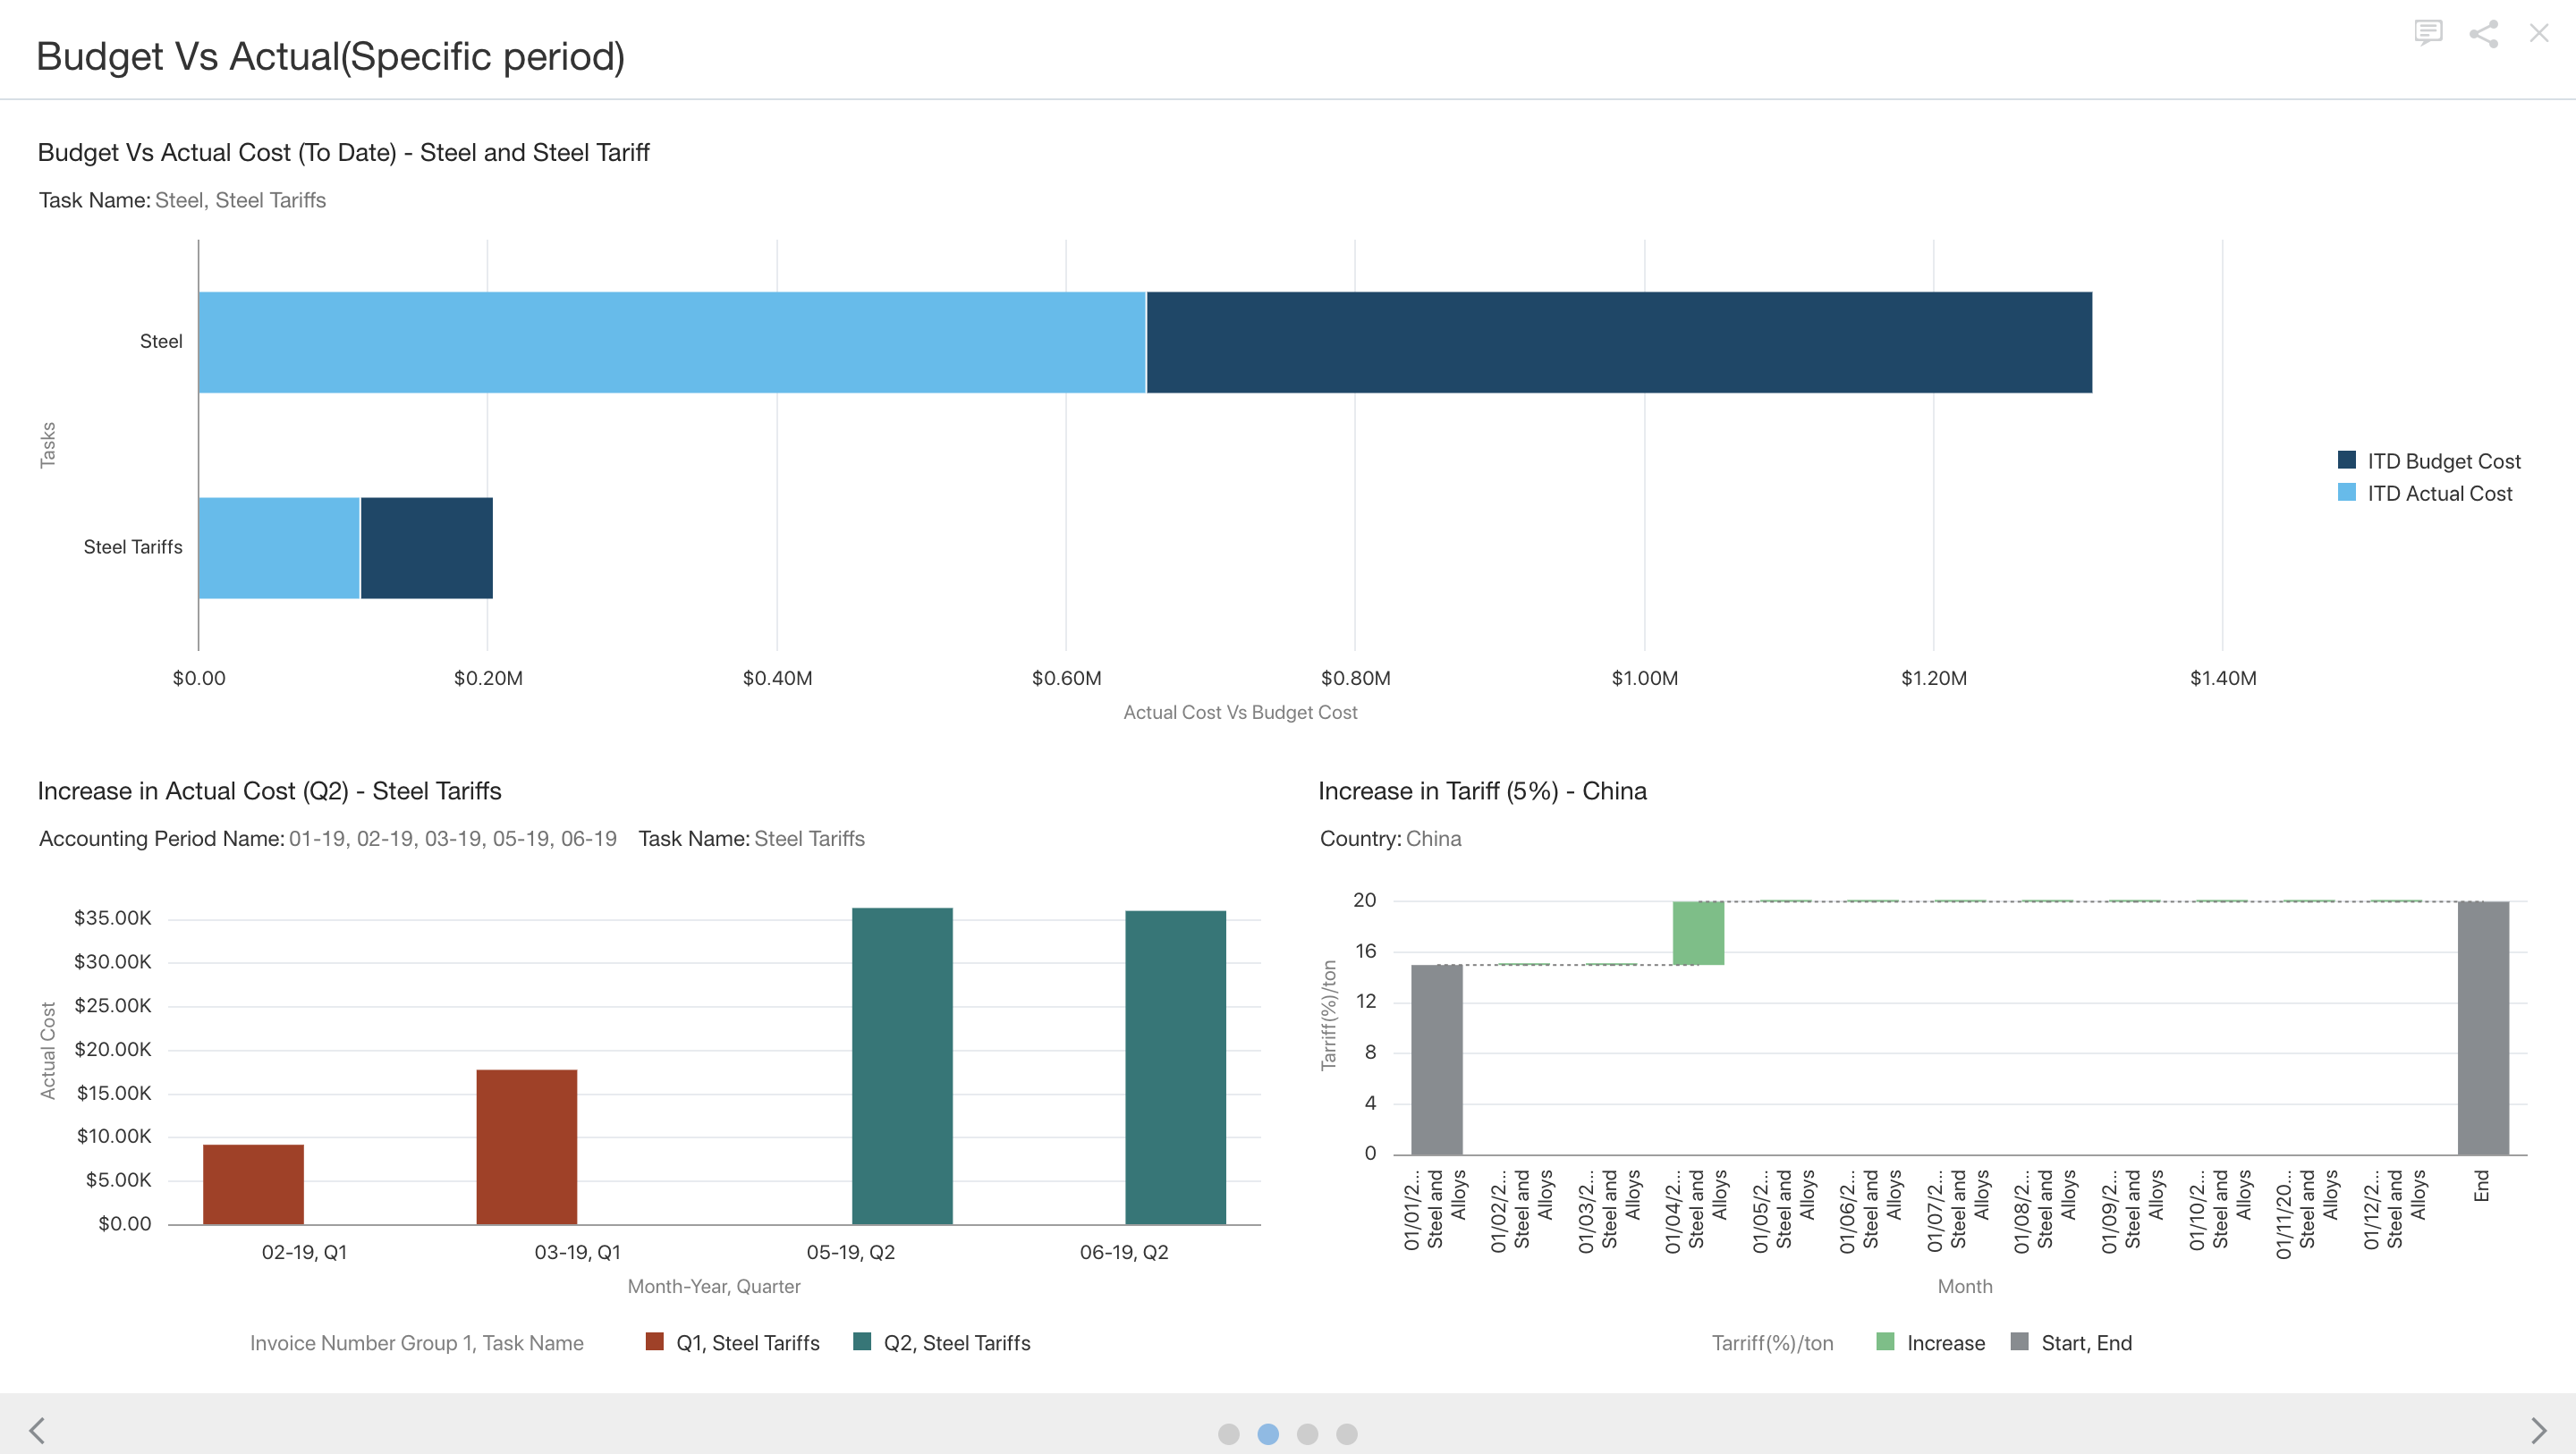 Budget Vs Actual(Specific period)
Budget Vs Actual Cost (To Date) - Steel and Steel Tariff
Task Name: Steel, Steel Tariffs
Tasks
Steel
Steel Tariffs
ITD Budget Cost
ITD Actual Cost
$0.00 $0.20M $0.40M $0.60M $0.80M $1.00M $1.20M $1.40M
Actual Cost Vs Budget Cost
Increase in Actual Cost (Q2) - Steel Tariffs
Accounting Period Name: 01-19, 02-19, 03-19, 05-19, 06-19 Task Name: Steel Tariffs
Actual Cost
$35.00K
$30.00K
$25.00K
$20.00K
$15.00K
$10.00K
$5.00K
$0.00
02-19, Q1 03-19, Q1 05-19, Q2 06-19, Q2
Month-Year, Quarter
Invoice Number Group 1, Task Name Q1, Steel Tariffs Q2, Steel Tariffs
Increase in Tariff (5%) - China
Country: China
Tarriff(%)/ton
20
16
12
8
4
0
01/01/2...
Steel and
Alloys
01/02/2...
Steel and
Alloys
01/03/2...
Steel and
Alloys
01/04/2...
Steel and
Alloys
01/05/2...
Steel and
Alloys
01/06/2...
Steel and
Alloys
01/07/2...
Steel and
Alloys
01/08/2...
Steel and
Alloys
01/09/2...
Steel and
Alloys
01/10/2...
Steel and
Alloys
01/11/20...
Steel and
Alloys
01/12/2...
Steel and
Alloys
End
Month
Tarriff(%)/ton Increase Start, End